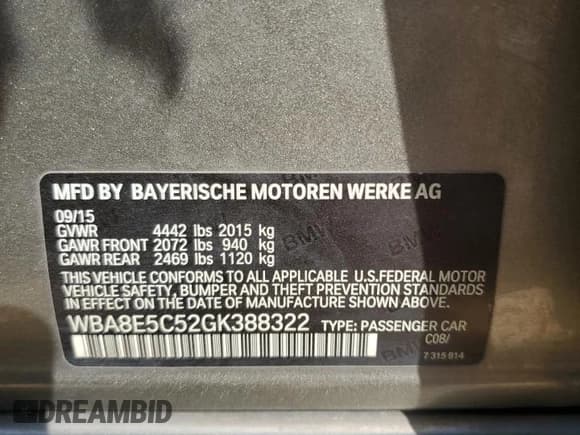 MFD BY BAYERISCHE MOTOREN WERKE AG
09/15
GVWR 4442 lbs 2015 kg
GAWR FRONT 2072 lbs 940 kg
GAWR REAR 2469 lbs 1120 kg
THIS VEHICLE CONFORMS TO ALL APPLICABLE U.S.FEDERAL MOTOR
VEHICLE SAFETY, BUMPER AND THEFT PREVENTION STANDARDS
IN EFFECT ON THE DATE OF MANUFACTURE SHOWN ABOVE.
WBA8E5C52GK388322 TYPE: PASSENGER CAR
C08/
7 315 814
DREAMBID